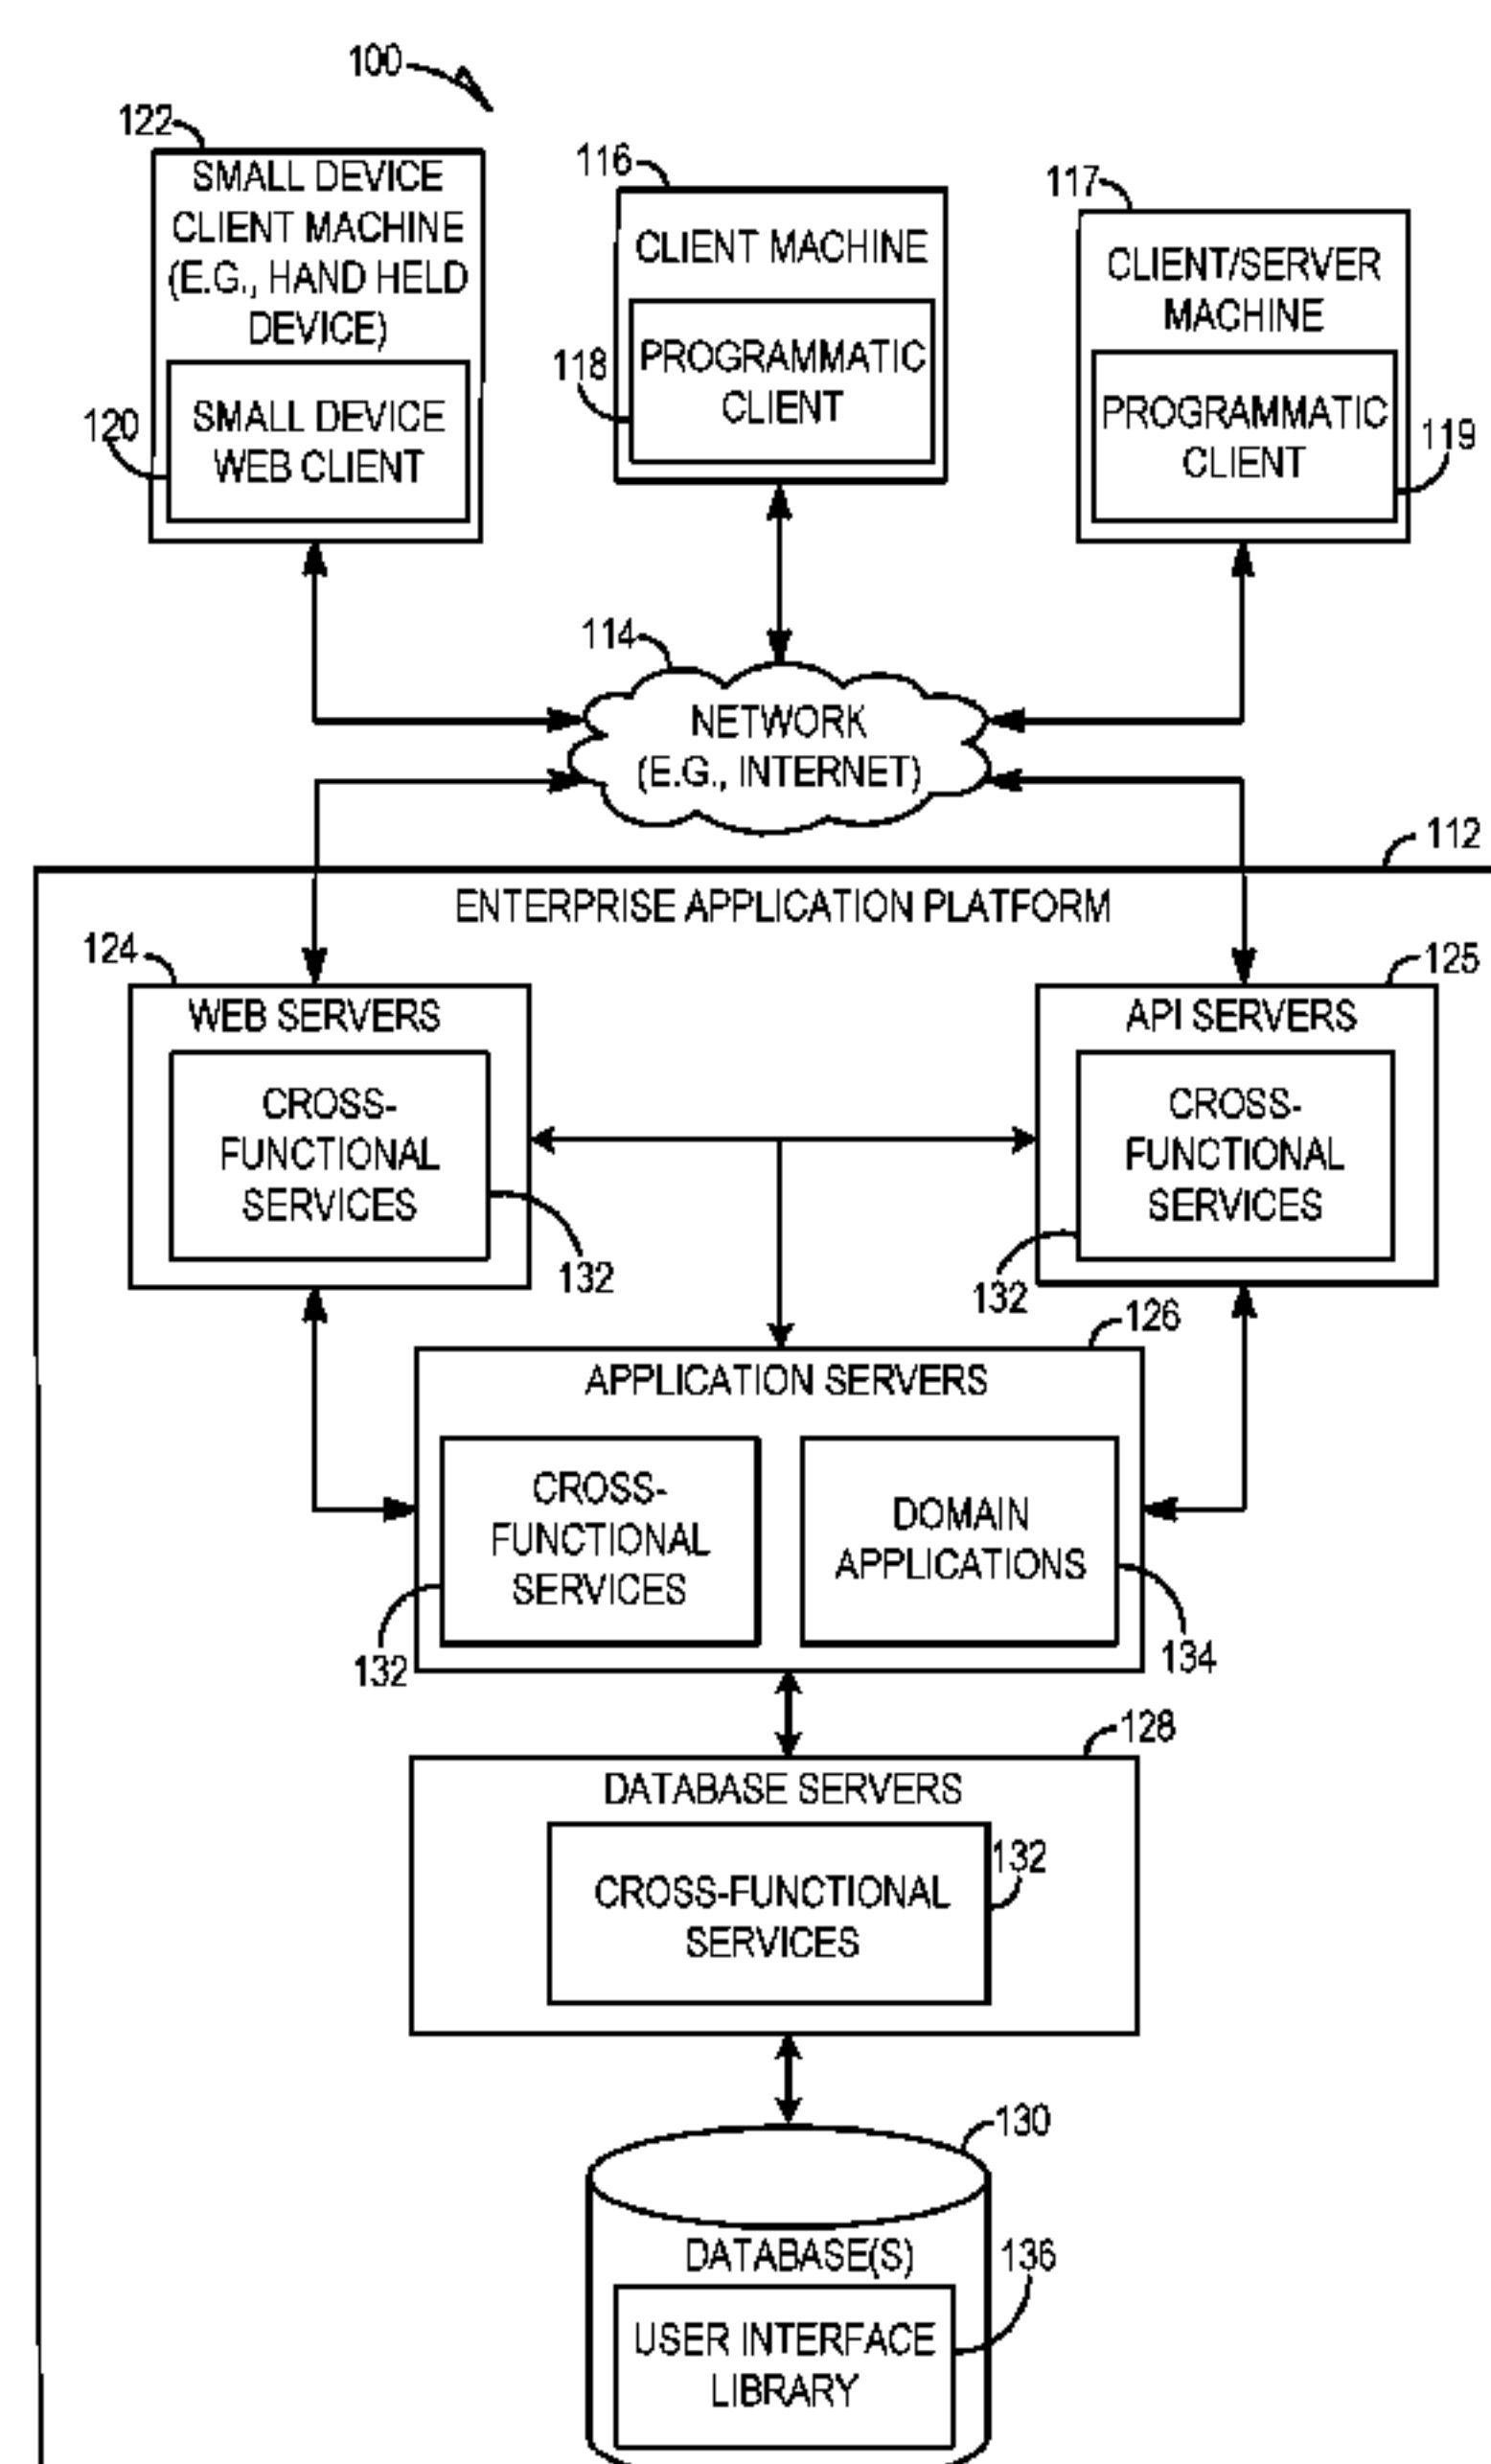 100
122
SMALL DEVICE
CLIENT MACHINE
(E.G., HAND HELD
DEVICE)
120
SMALL DEVICE
WEB CLIENT
116
CLIENT MACHINE
118
PROGRAMMATIC
CLIENT
117
CLIENT/SERVER
MACHINE
PROGRAMMATIC
CLIENT
119
114
NETWORK
(E.G., INTERNET)
112
ENTERPRISE APPLICATION PLATFORM
124
WEB SERVERS
CROSS-
FUNCTIONAL
SERVICES
132
125
API SERVERS
CROSS-
FUNCTIONAL
SERVICES
132
126
APPLICATION SERVERS
CROSS-
FUNCTIONAL
SERVICES
132
DOMAIN
APPLICATIONS
134
128
DATABASE SERVERS
132
CROSS-FUNCTIONAL
SERVICES
130
DATABASE(S)
136
USER INTERFACE
LIBRARY